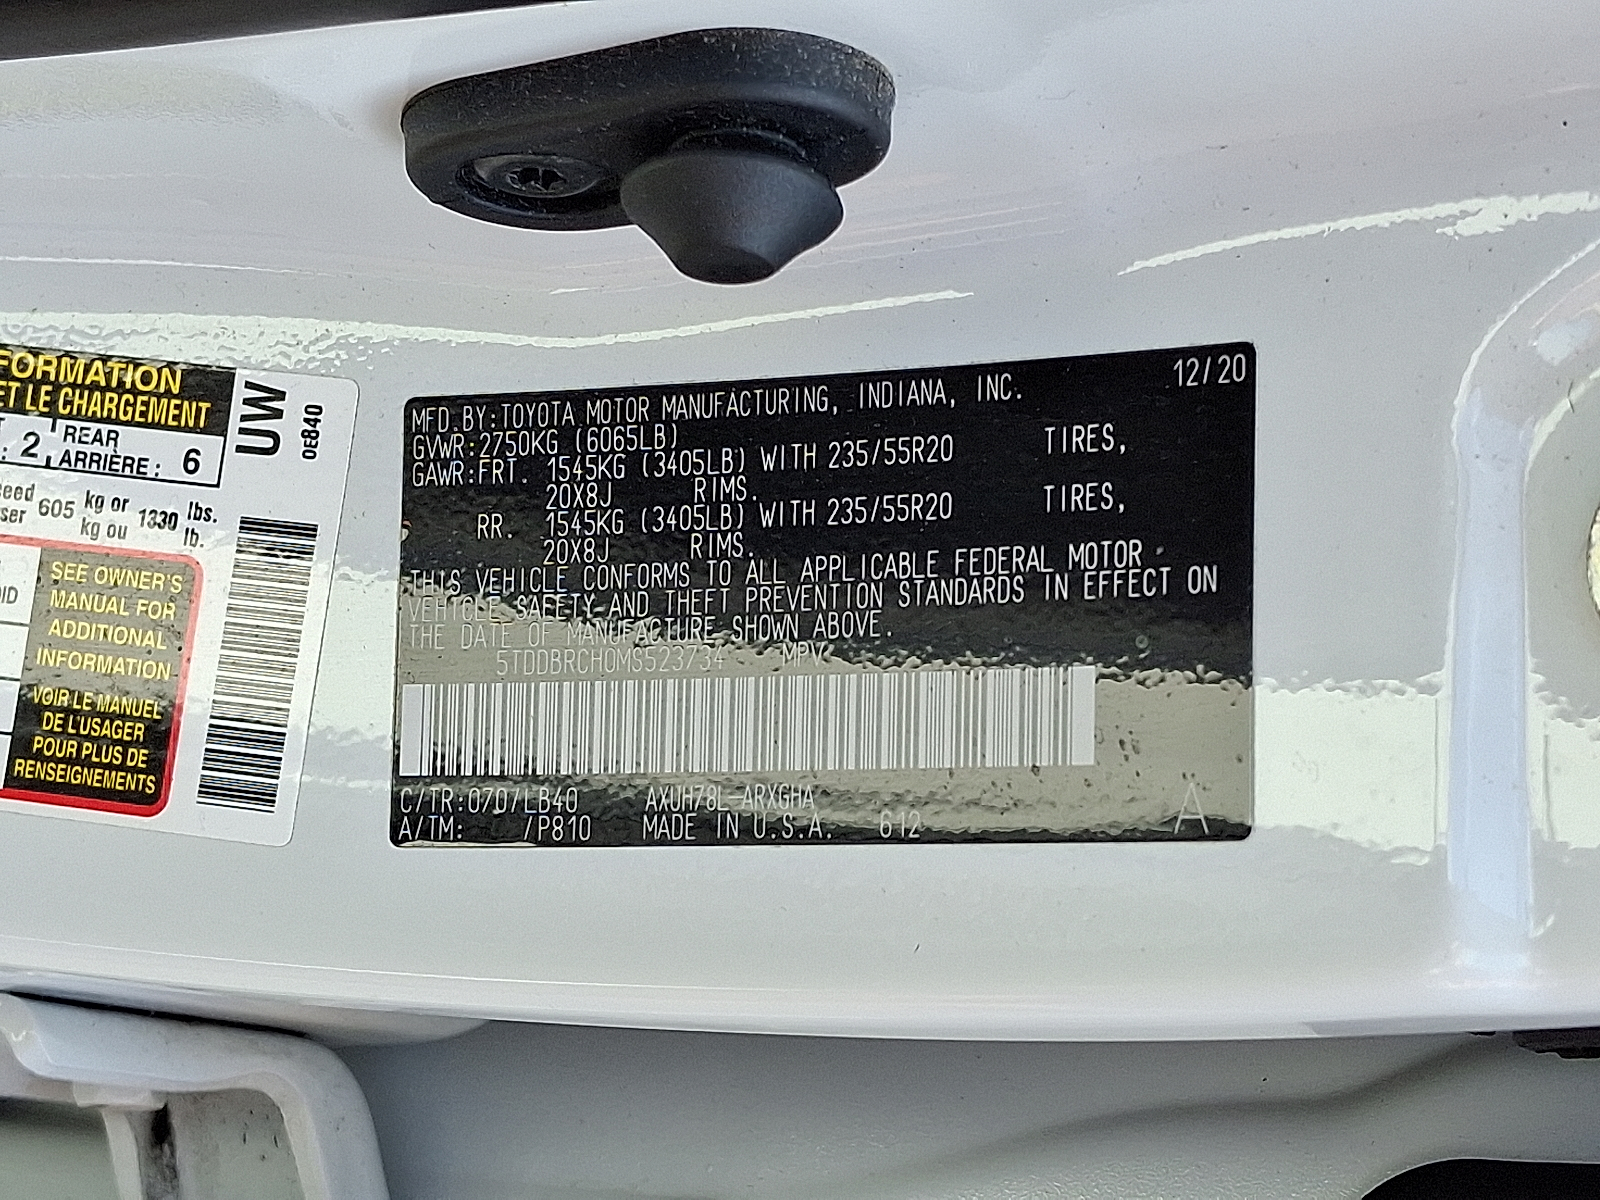 FORMATION
ET LE CHARGEMENT
: 2 REAR
ARRIÈRE : 6
605 kg or 1330 lbs.
kg ou lb.
SEE OWNER'S
MANUAL FOR
ADDITIONAL
INFORMATION
VOIR LE MANUEL
DE L'USAGER
POUR PLUS DE
RENSEIGNEMENTS
UW
0E840
12/20
MFD.BY:TOYOTA MOTOR MANUFACTURING, INDIANA, INC.
GVWR:2750KG (6065LB)
GAWR:FRT. 1545KG (3405LB) WITH 235/55R20 TIRES,
20X8J RIMS.
RR. 1545KG (3405LB) WITH 235/55R20 TIRES,
20X8J RIMS.
THIS VEHICLE CONFORMS TO ALL APPLICABLE FEDERAL MOTOR
VEHICLE SAFETY AND THEFT PREVENTION STANDARDS IN EFFECT ON
THE DATE OF MANUFACTURE SHOWN ABOVE.
5TDDBRCH0MS523734 MPV
C/TR:070/LB40 AXUH78L-ARXGHA
A/TM: /P810 MADE IN U.S.A. 612 A